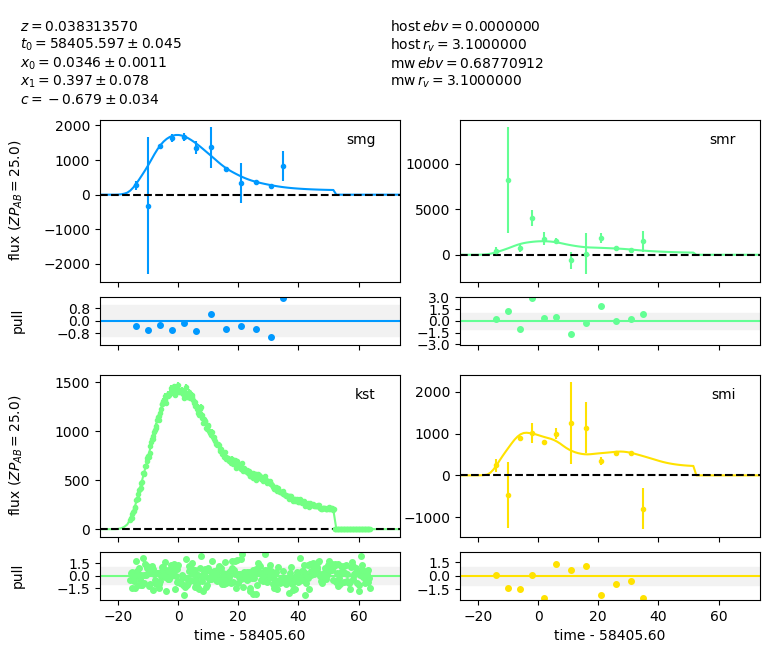 z = 0.038313570
t₀ = 58405.597 ± 0.045
x₀ = 0.0346 ± 0.0011
x₁ = 0.397 ± 0.078
c = −0.679 ± 0.034
host ebv = 0.0000000
host r_v = 3.1000000
mw ebv = 0.68770912
mw r_v = 3.1000000
smg
flux (ZP_AB = 25.0)
2000
1000
0
−1000
−2000
smr
10000
5000
0
pull
0.8
0.0
−0.8
3.0
1.5
0.0
−1.5
−3.0
kst
flux (ZP_AB = 25.0)
1500
1000
500
0
smi
2000
1000
0
−1000
pull
1.5
0.0
−1.5
1.5
0.0
−1.5
−20 0 20 40 60
−20 0 20 40 60
time - 58405.60
time - 58405.60